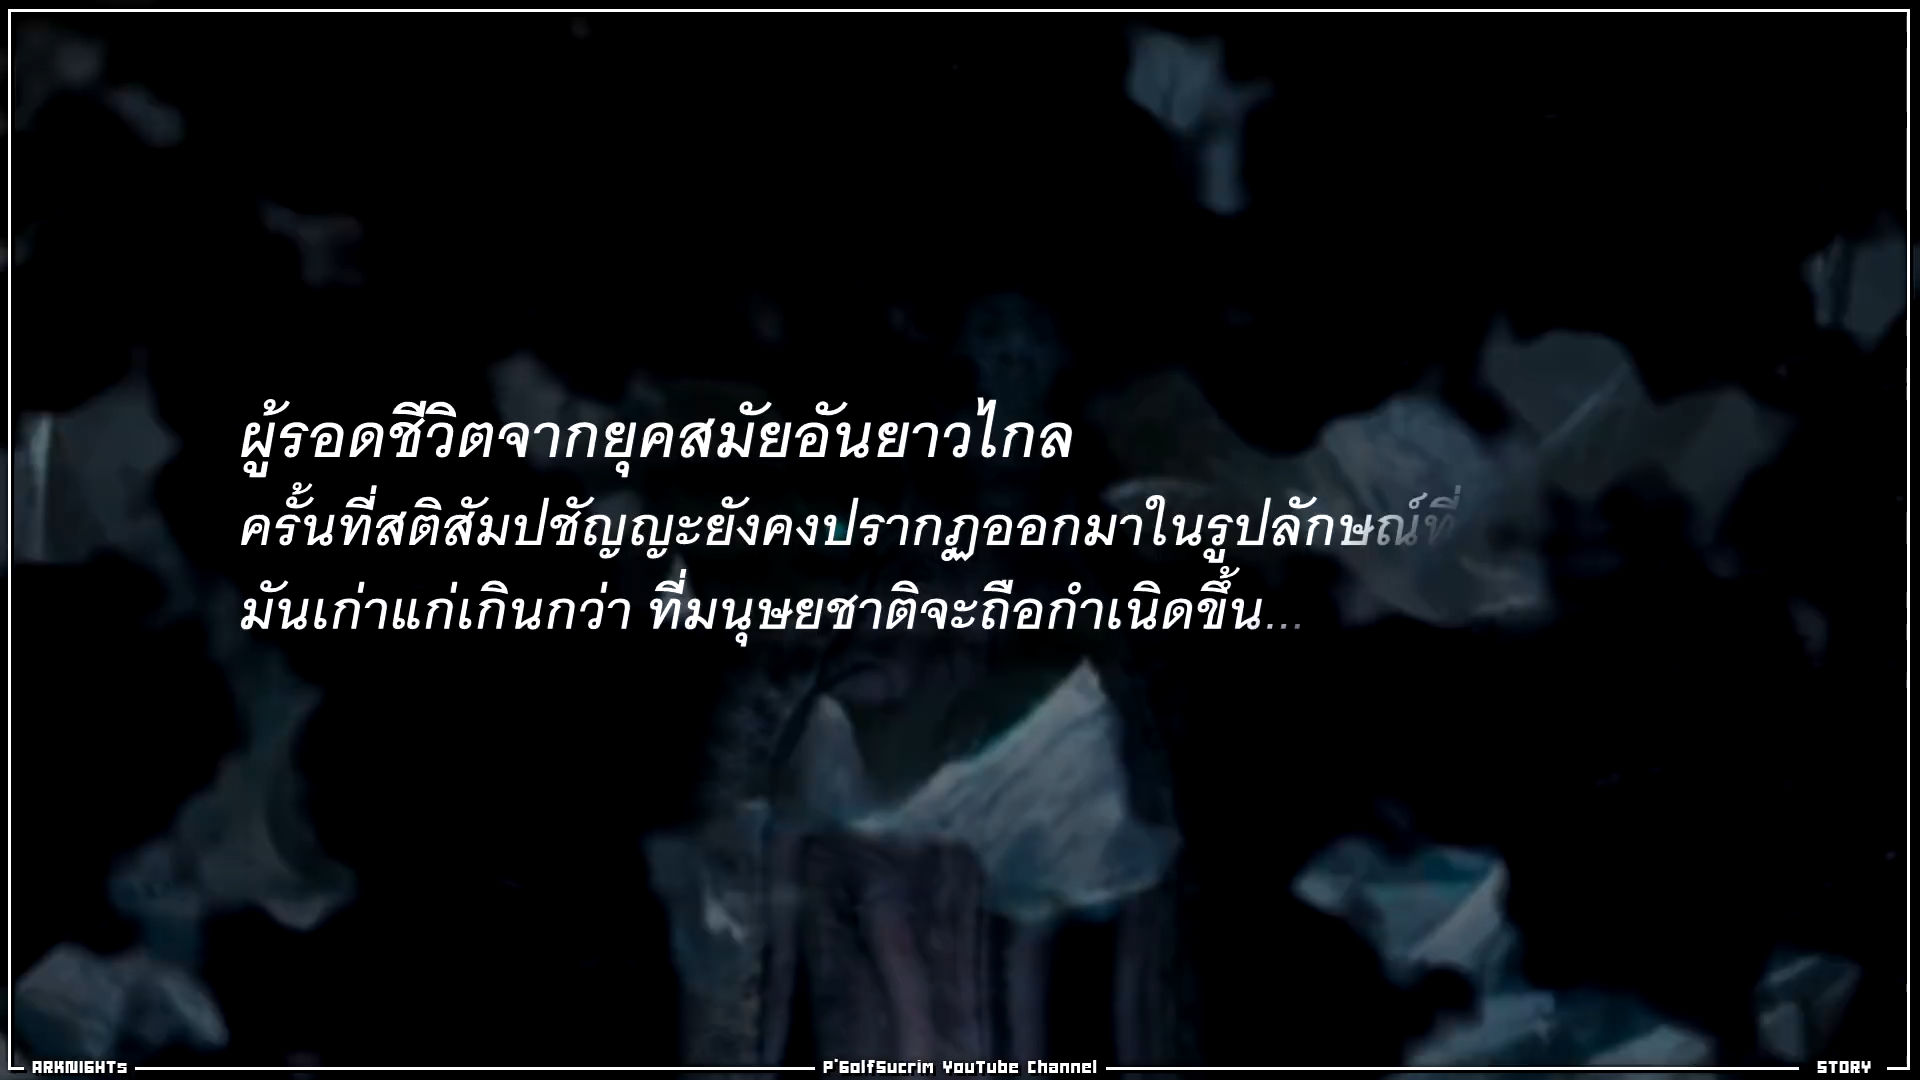 ผู้รอดชีวิตจากยุคสมัยอันยาวไกล
ครั้นที่สติสัมปชัญญะยังคงปรากฏออกมาในรูปลักษณ์ที่
มันเก่าแก่เกินกว่า ที่มนุษยชาติจะถือกำเนิดขึ้น...
ARKNIGHTs P'GolfSucrim YouTube Channel STORY